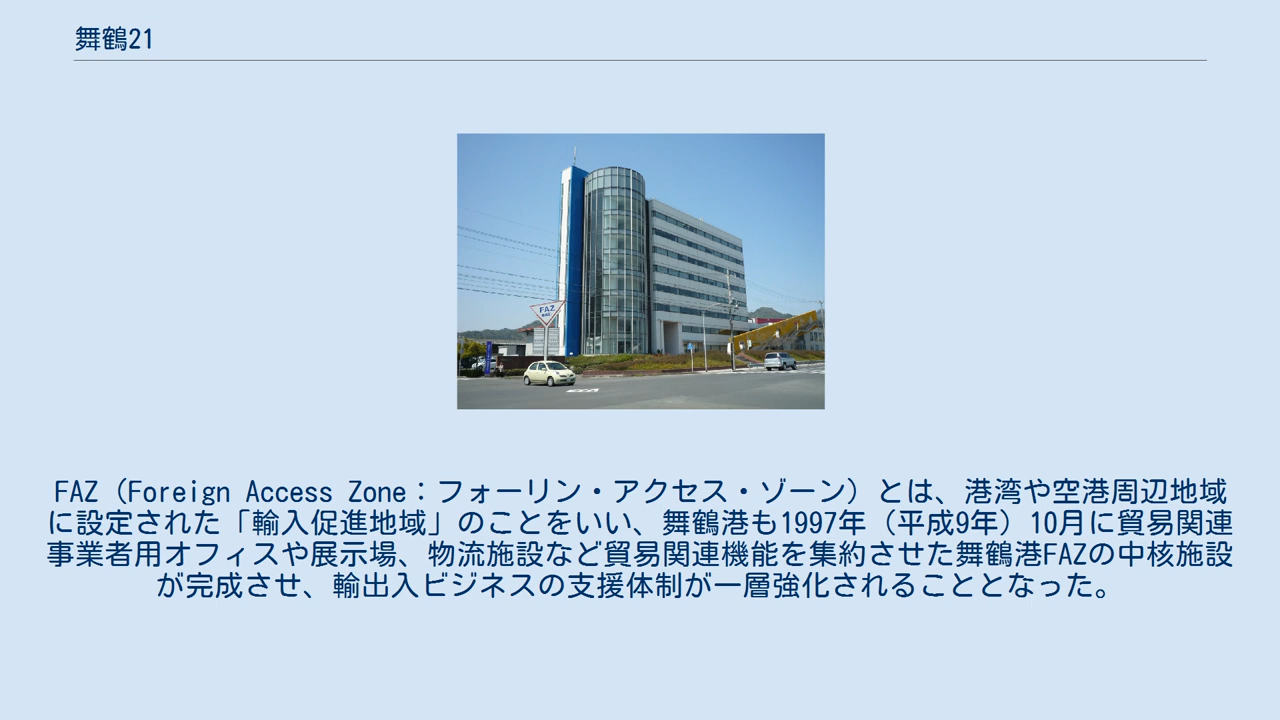 舞鶴21
FAZ
FAZ（Foreign Access Zone：フォーリン・アクセス・ゾーン）とは、港湾や空港周辺地域
に設定された「輸入促進地域」のことをいい、舞鶴港も1997年（平成9年）10月に貿易関連
事業者用オフィスや展示場、物流施設など貿易関連機能を集約させた舞鶴港FAZの中核施設
が完成させ、輸出入ビジネスの支援体制が一層強化されることとなった。